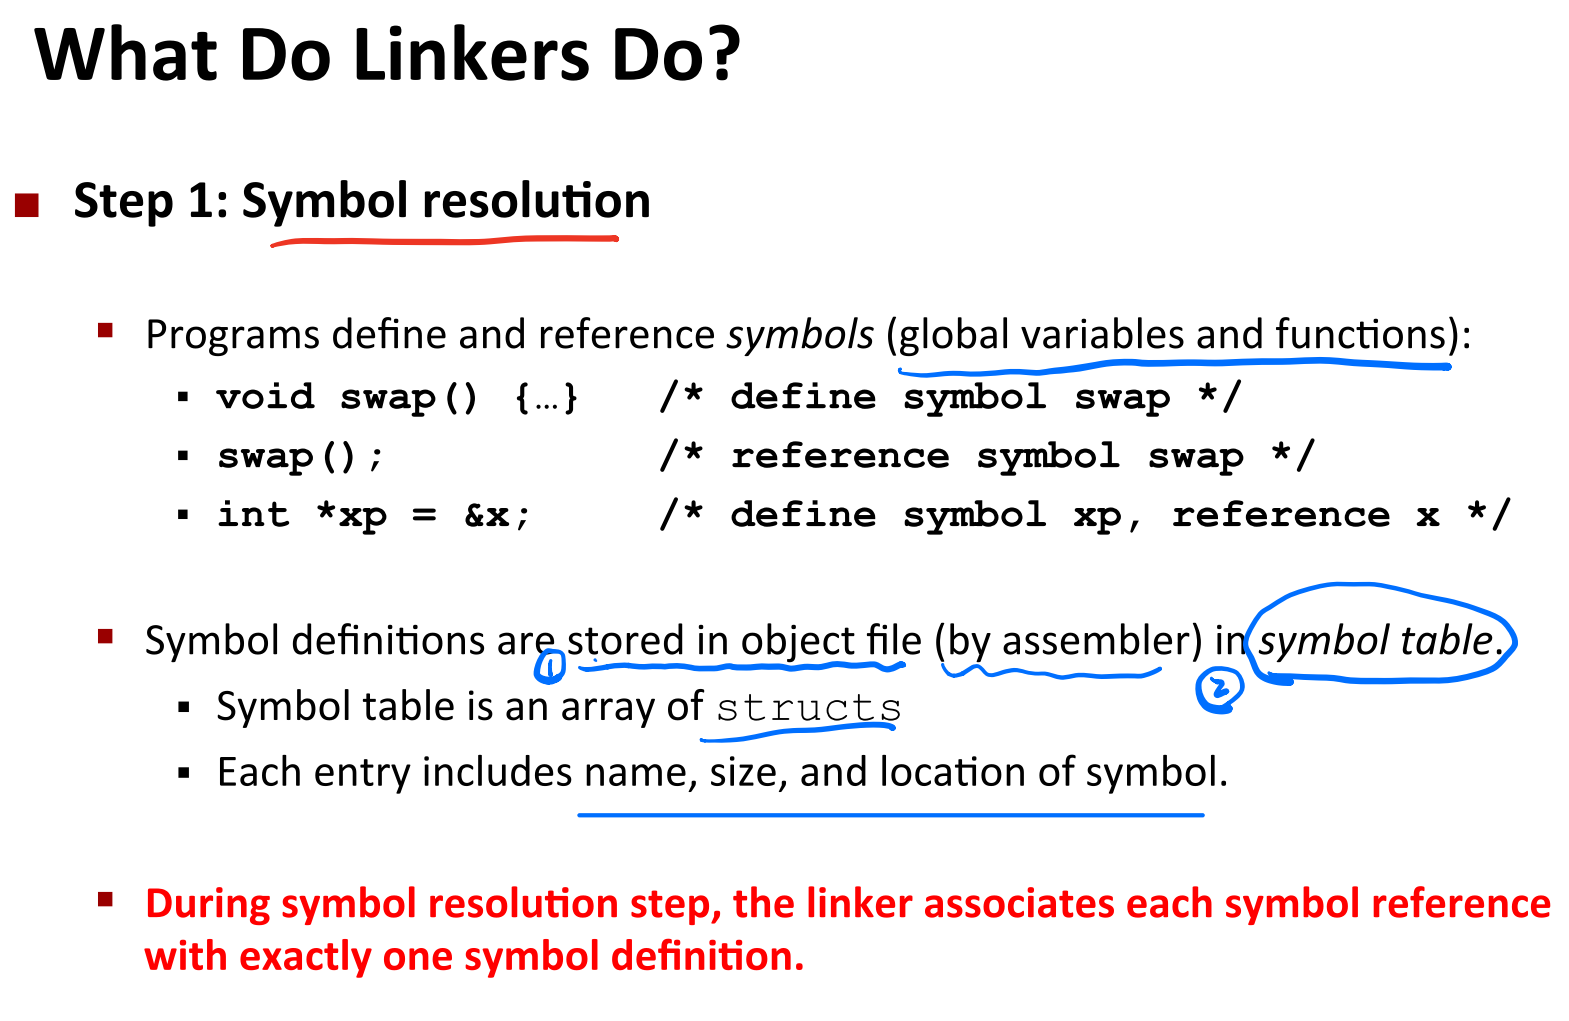 What Do Linkers Do?
Step 1: Symbol resolution
Programs define and reference symbols (global variables and functions):
void swap() {…} /* define symbol swap */
swap(); /* reference symbol swap */
int *xp = &x; /* define symbol xp, reference x */
Symbol definitions are stored in object file (by assembler) in symbol table.
1 2
Symbol table is an array of structs
Each entry includes name, size, and location of symbol.
During symbol resolution step, the linker associates each symbol reference
with exactly one symbol definition.